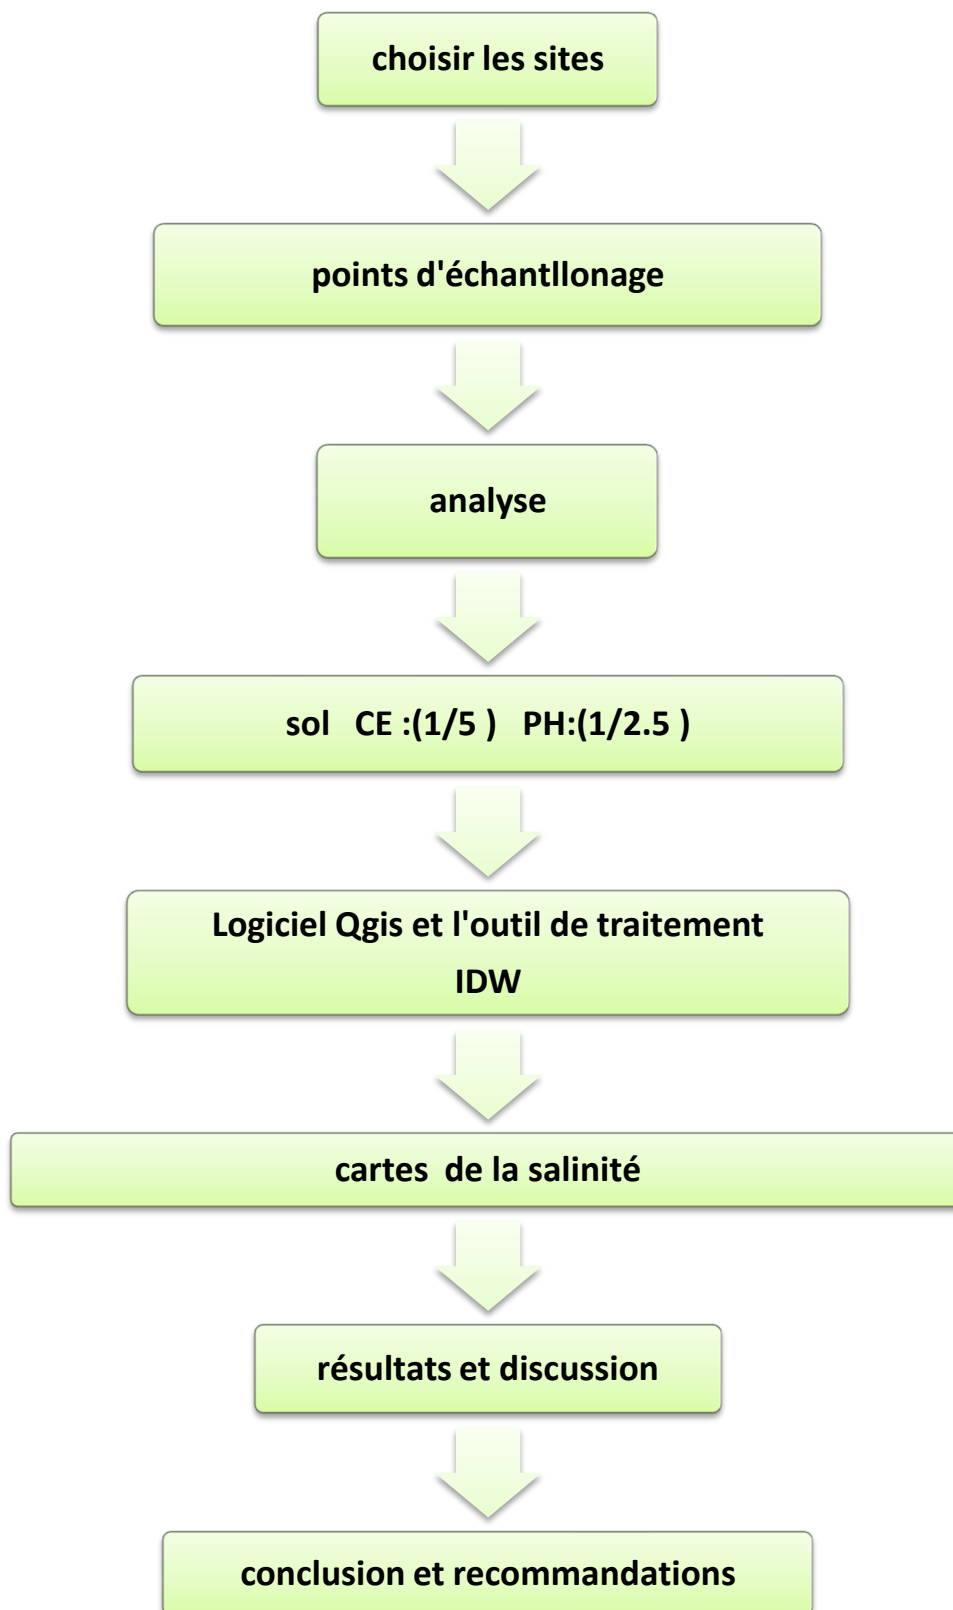 choisir les sites
points d'échantllonage
analyse
sol CE :(1/5 ) PH:(1/2.5 )
Logiciel Qgis et l'outil de traitement
IDW
cartes de la salinité
résultats et discussion
conclusion et recommandations